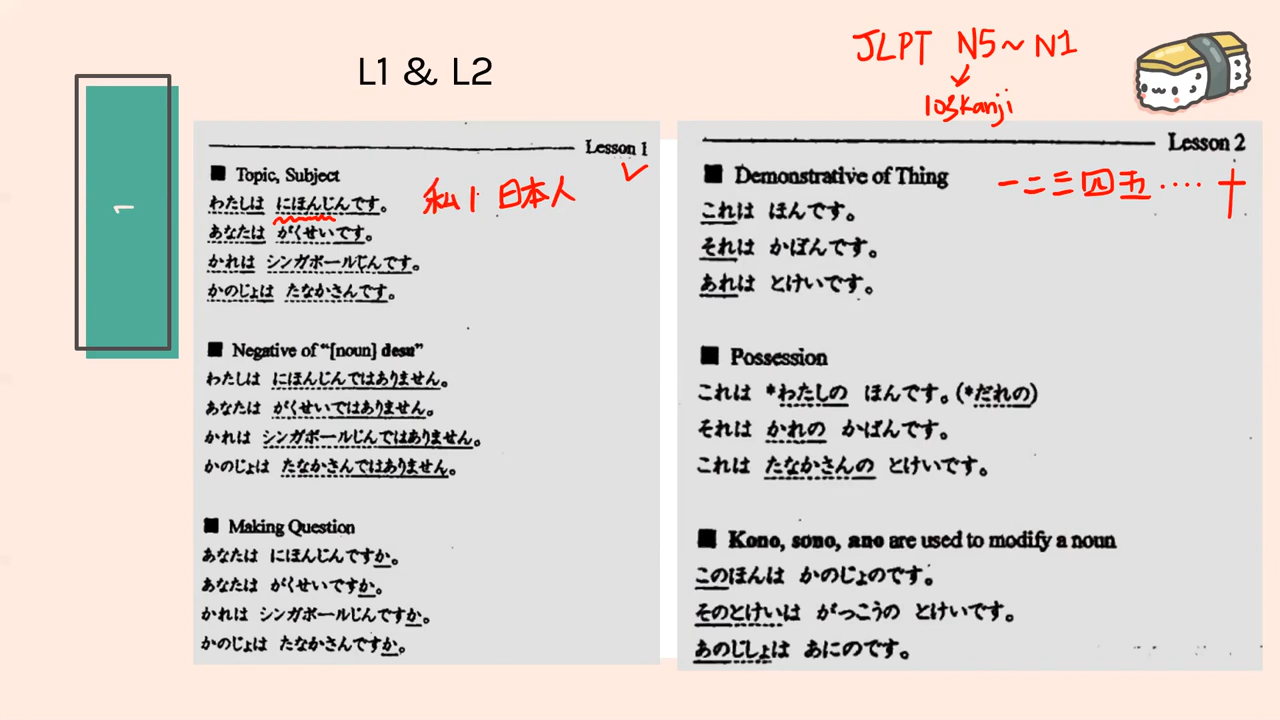 L1 & L2
JLPT N5~N1
103Kanji
1
Lesson 1
■ Topic, Subject
わたしは にほんじんです。
私 日本人
あなたは がくせいです。
かれは シンガポールじんです。
かのじょは たなかさんです。
■ Negative of "[noun] desu"
わたしは にほんじんではありません。
あなたは がくせいではありません。
かれは シンガポールじんではありません。
かのじょは たなかさんではありません。
■ Making Question
あなたは にほんじんですか。
あなたは がくせいですか。
かれは シンガポールじんですか。
かのじょは たなかさんですか。
Lesson 2
■ Demonstrative of Thing
一二三四五....十
これは ほんです。
それは かばんです。
あれは とけいです。
■ Possession
これは *わたしの ほんです。(*だれの)
それは かれの かばんです。
これは たなかさんの とけいです。
■ Kono, sono, ano are used to modify a noun
このほんは かのじょのです。
そのとけいは がっこうの とけいです。
あのじしょは あにのです。